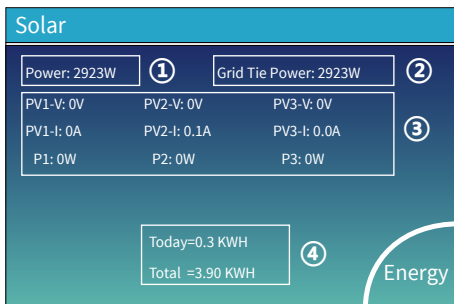 Solar
Power: 2923W ① Grid Tie Power: 2923W ②
PV1-V: 0V PV2-V: 0V PV3-V: 0V
PV1-I: 0A PV2-I: 0.1A PV3-I: 0.0A ③
P1: 0W P2: 0W P3: 0W
Today=0.3 KWH
④
Total =3.90 KWH
Energy